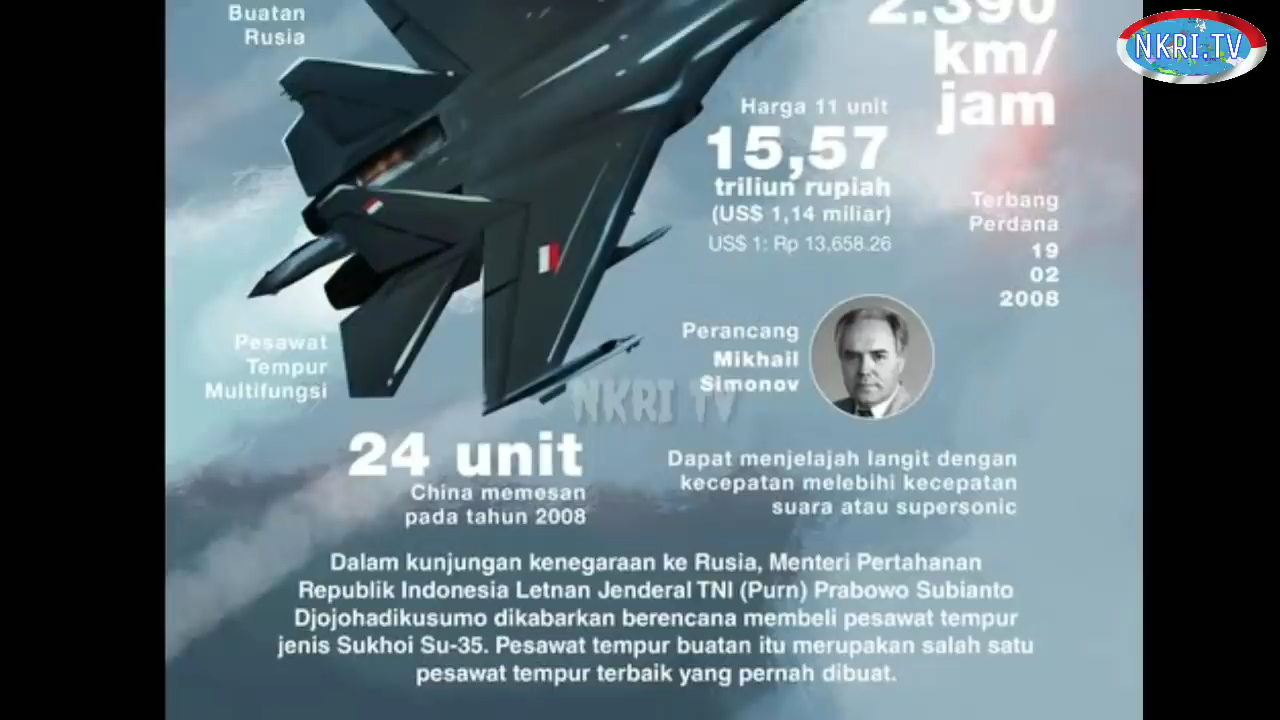 Buatan
Rusia
2.390
km/
jam
NKRI.TV
Harga 11 unit
15,57
triliun rupiah
(US$ 1,14 miliar)
US$ 1: Rp 13,658.26
Terbang
Perdana
19
02
2008
Pesawat
Tempur
Multifungsi
Perancang
Mikhail
Simonov
NKRI TV
24 unit
China memesan
pada tahun 2008
Dapat menjelajah langit dengan
kecepatan melebihi kecepatan
suara atau supersonic
Dalam kunjungan kenegaraan ke Rusia, Menteri Pertahanan
Republik Indonesia Letnan Jenderal TNI (Purn) Prabowo Subianto
Djojohadikusumo dikabarkan berencana membeli pesawat tempur
jenis Sukhoi Su-35. Pesawat tempur buatan itu merupakan salah satu
pesawat tempur terbaik yang pernah dibuat.